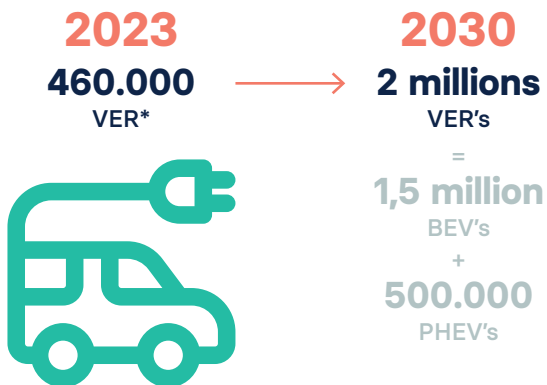 2023
460.000
VER*
2030
2 millions
VER's
=
1,5 million
BEV's
+
500.000
PHEV's